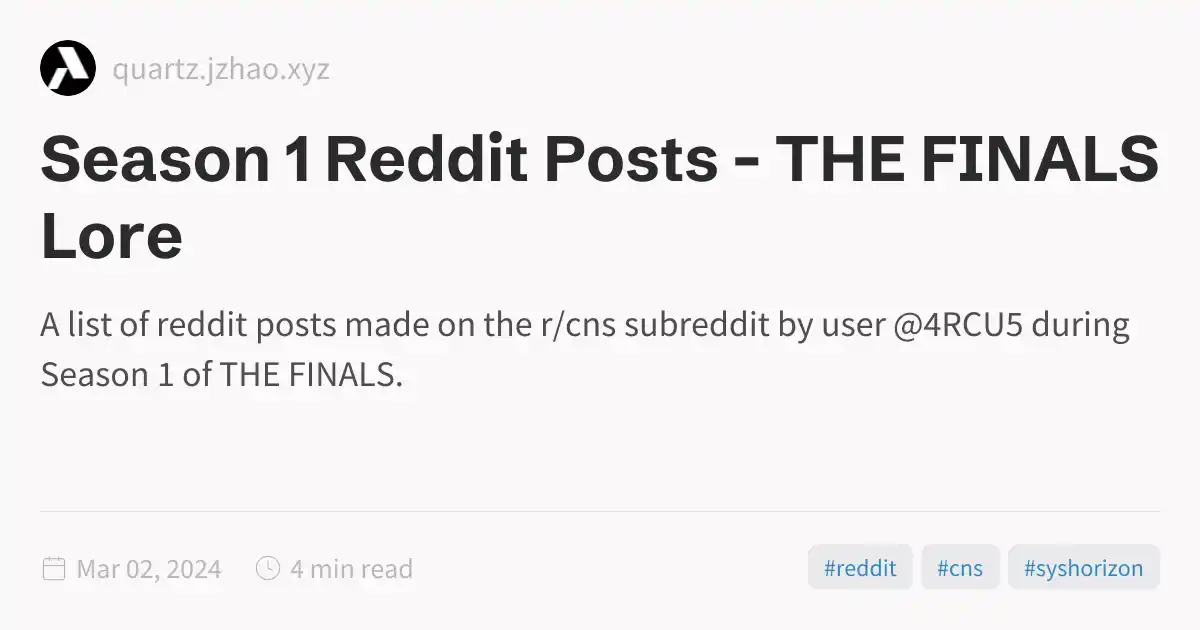 quartz.jzhao.xyz
Season 1 Reddit Posts - THE FINALS
Lore
A list of reddit posts made on the r/cns subreddit by user @4RCU5 during
Season 1 of THE FINALS.
Mar 02, 2024 4 min read #reddit #cns #syshorizon